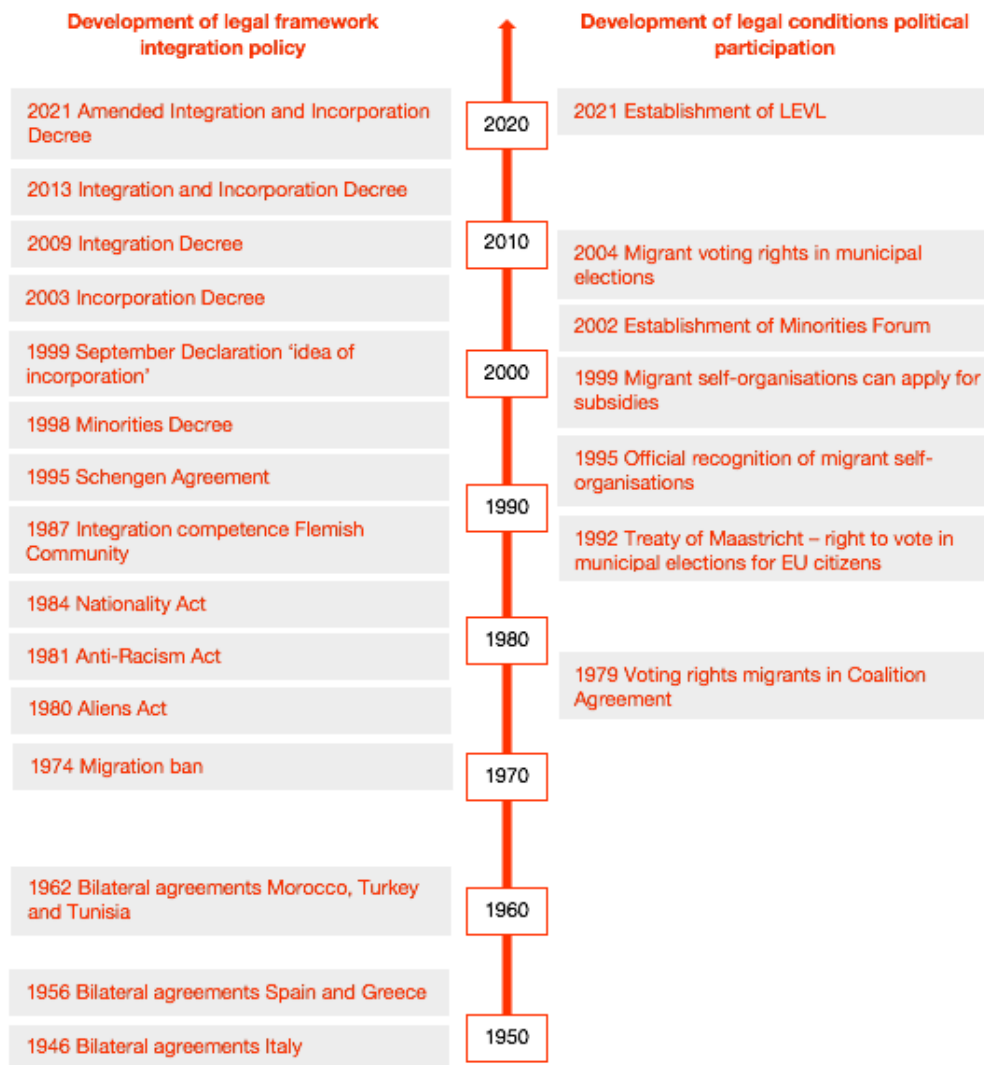 Development of legal framework
integration policy
2021 Amended Integration and Incorporation
Decree
2013 Integration and Incorporation Decree
2009 Integration Decree
2003 Incorporation Decree
1999 September Declaration ‘idea of
incorporation’
1998 Minorities Decree
1995 Schengen Agreement
1987 Integration competence Flemish
Community
1984 Nationality Act
1981 Anti-Racism Act
1980 Aliens Act
1974 Migration ban
1962 Bilateral agreements Morocco, Turkey
and Tunisia
1956 Bilateral agreements Spain and Greece
1946 Bilateral agreements Italy
2020
2010
2000
1990
1980
1970
1960
1950
Development of legal conditions political
participation
2021 Establishment of LEVL
2004 Migrant voting rights in municipal
elections
2002 Establishment of Minorities Forum
1999 Migrant self-organisations can apply for
subsidies
1995 Official recognition of migrant self-
organisations
1992 Treaty of Maastricht – right to vote in
municipal elections for EU citizens
1979 Voting rights migrants in Coalition
Agreement